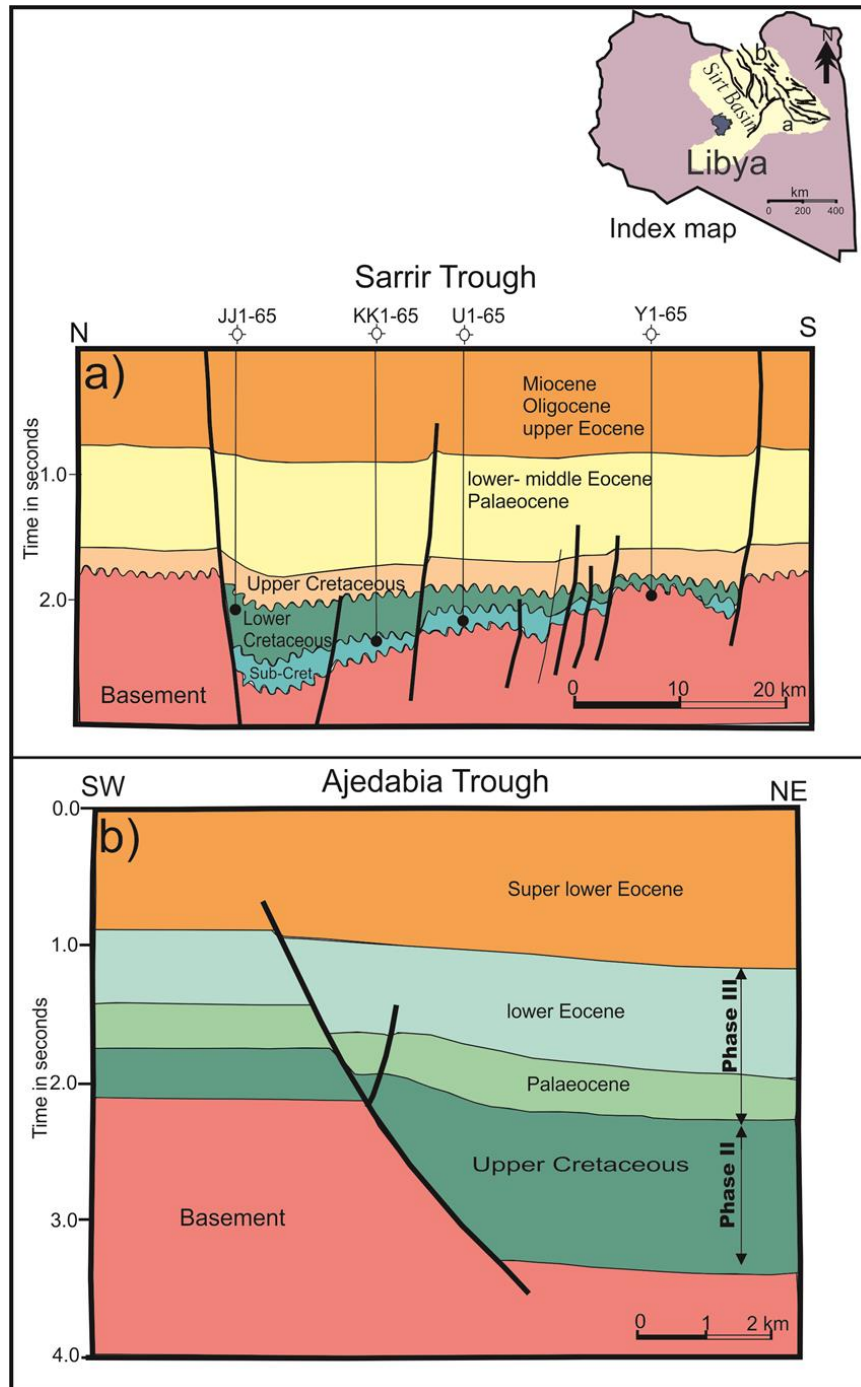 N
b
Sirt Basin
a
Libya
km
0 200 400
Index map
Sarrir Trough
N
JJ1-65
KK1-65
U1-65
Y1-65
S
a)
Miocene
Oligocene
upper Eocene
Time in seconds
1.0
lower- middle Eocene
Palaeocene
Upper Cretaceous
2.0
Lower
Cretaceous
Sub-Cret
Basement
0 10 20 km
Ajedabia Trough
SW
NE
0.0
b)
Super lower Eocene
1.0
lower Eocene
Phase III
Time in seconds
2.0
Palaeocene
Upper Cretaceous
Phase II
3.0
Basement
0 1 2 km
4.0